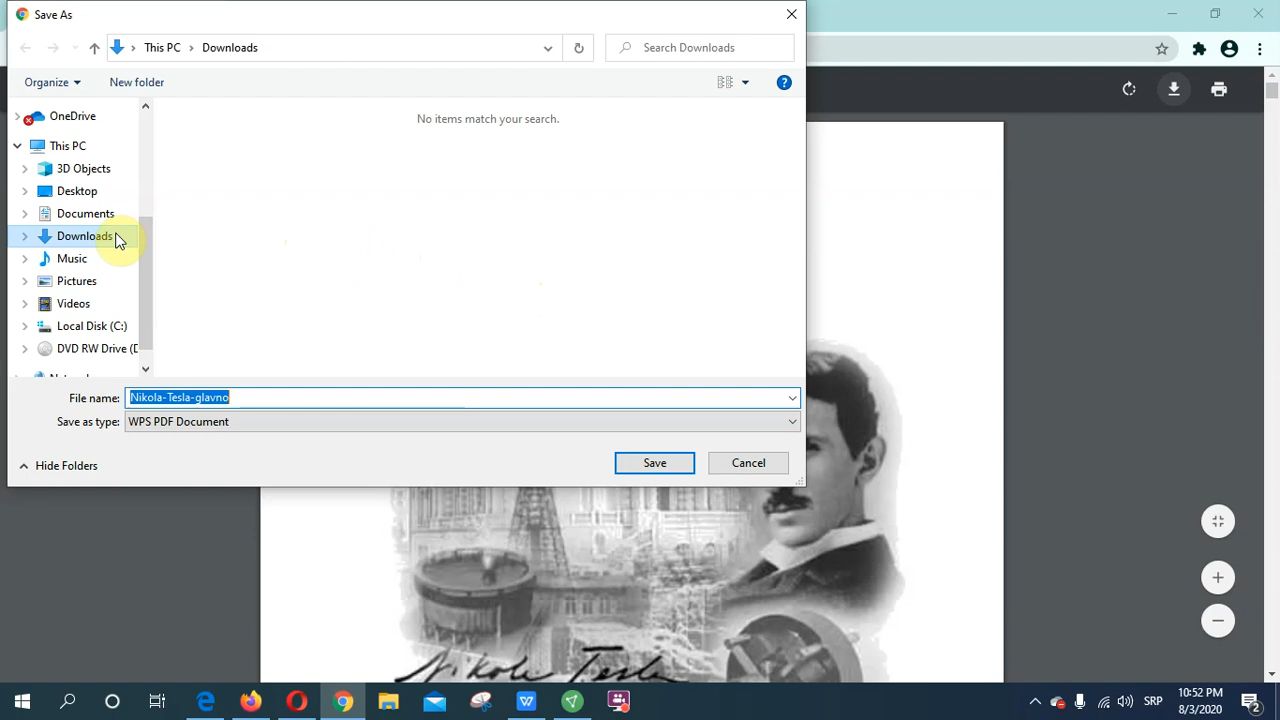 Save As
This PC
Downloads
Search Downloads
Organize
New folder
OneDrive
No items match your search.
This PC
3D Objects
Desktop
Documents
Downloads
Music
Pictures
Videos
Local Disk (C:)
DVD RW Drive (D
File name:
Nikola-Tesla-glavno
Save as type:
WPS PDF Document
Hide Folders
Save
Cancel
Nikola Tesla
SRP
10:52 PM
8/3/2020
2